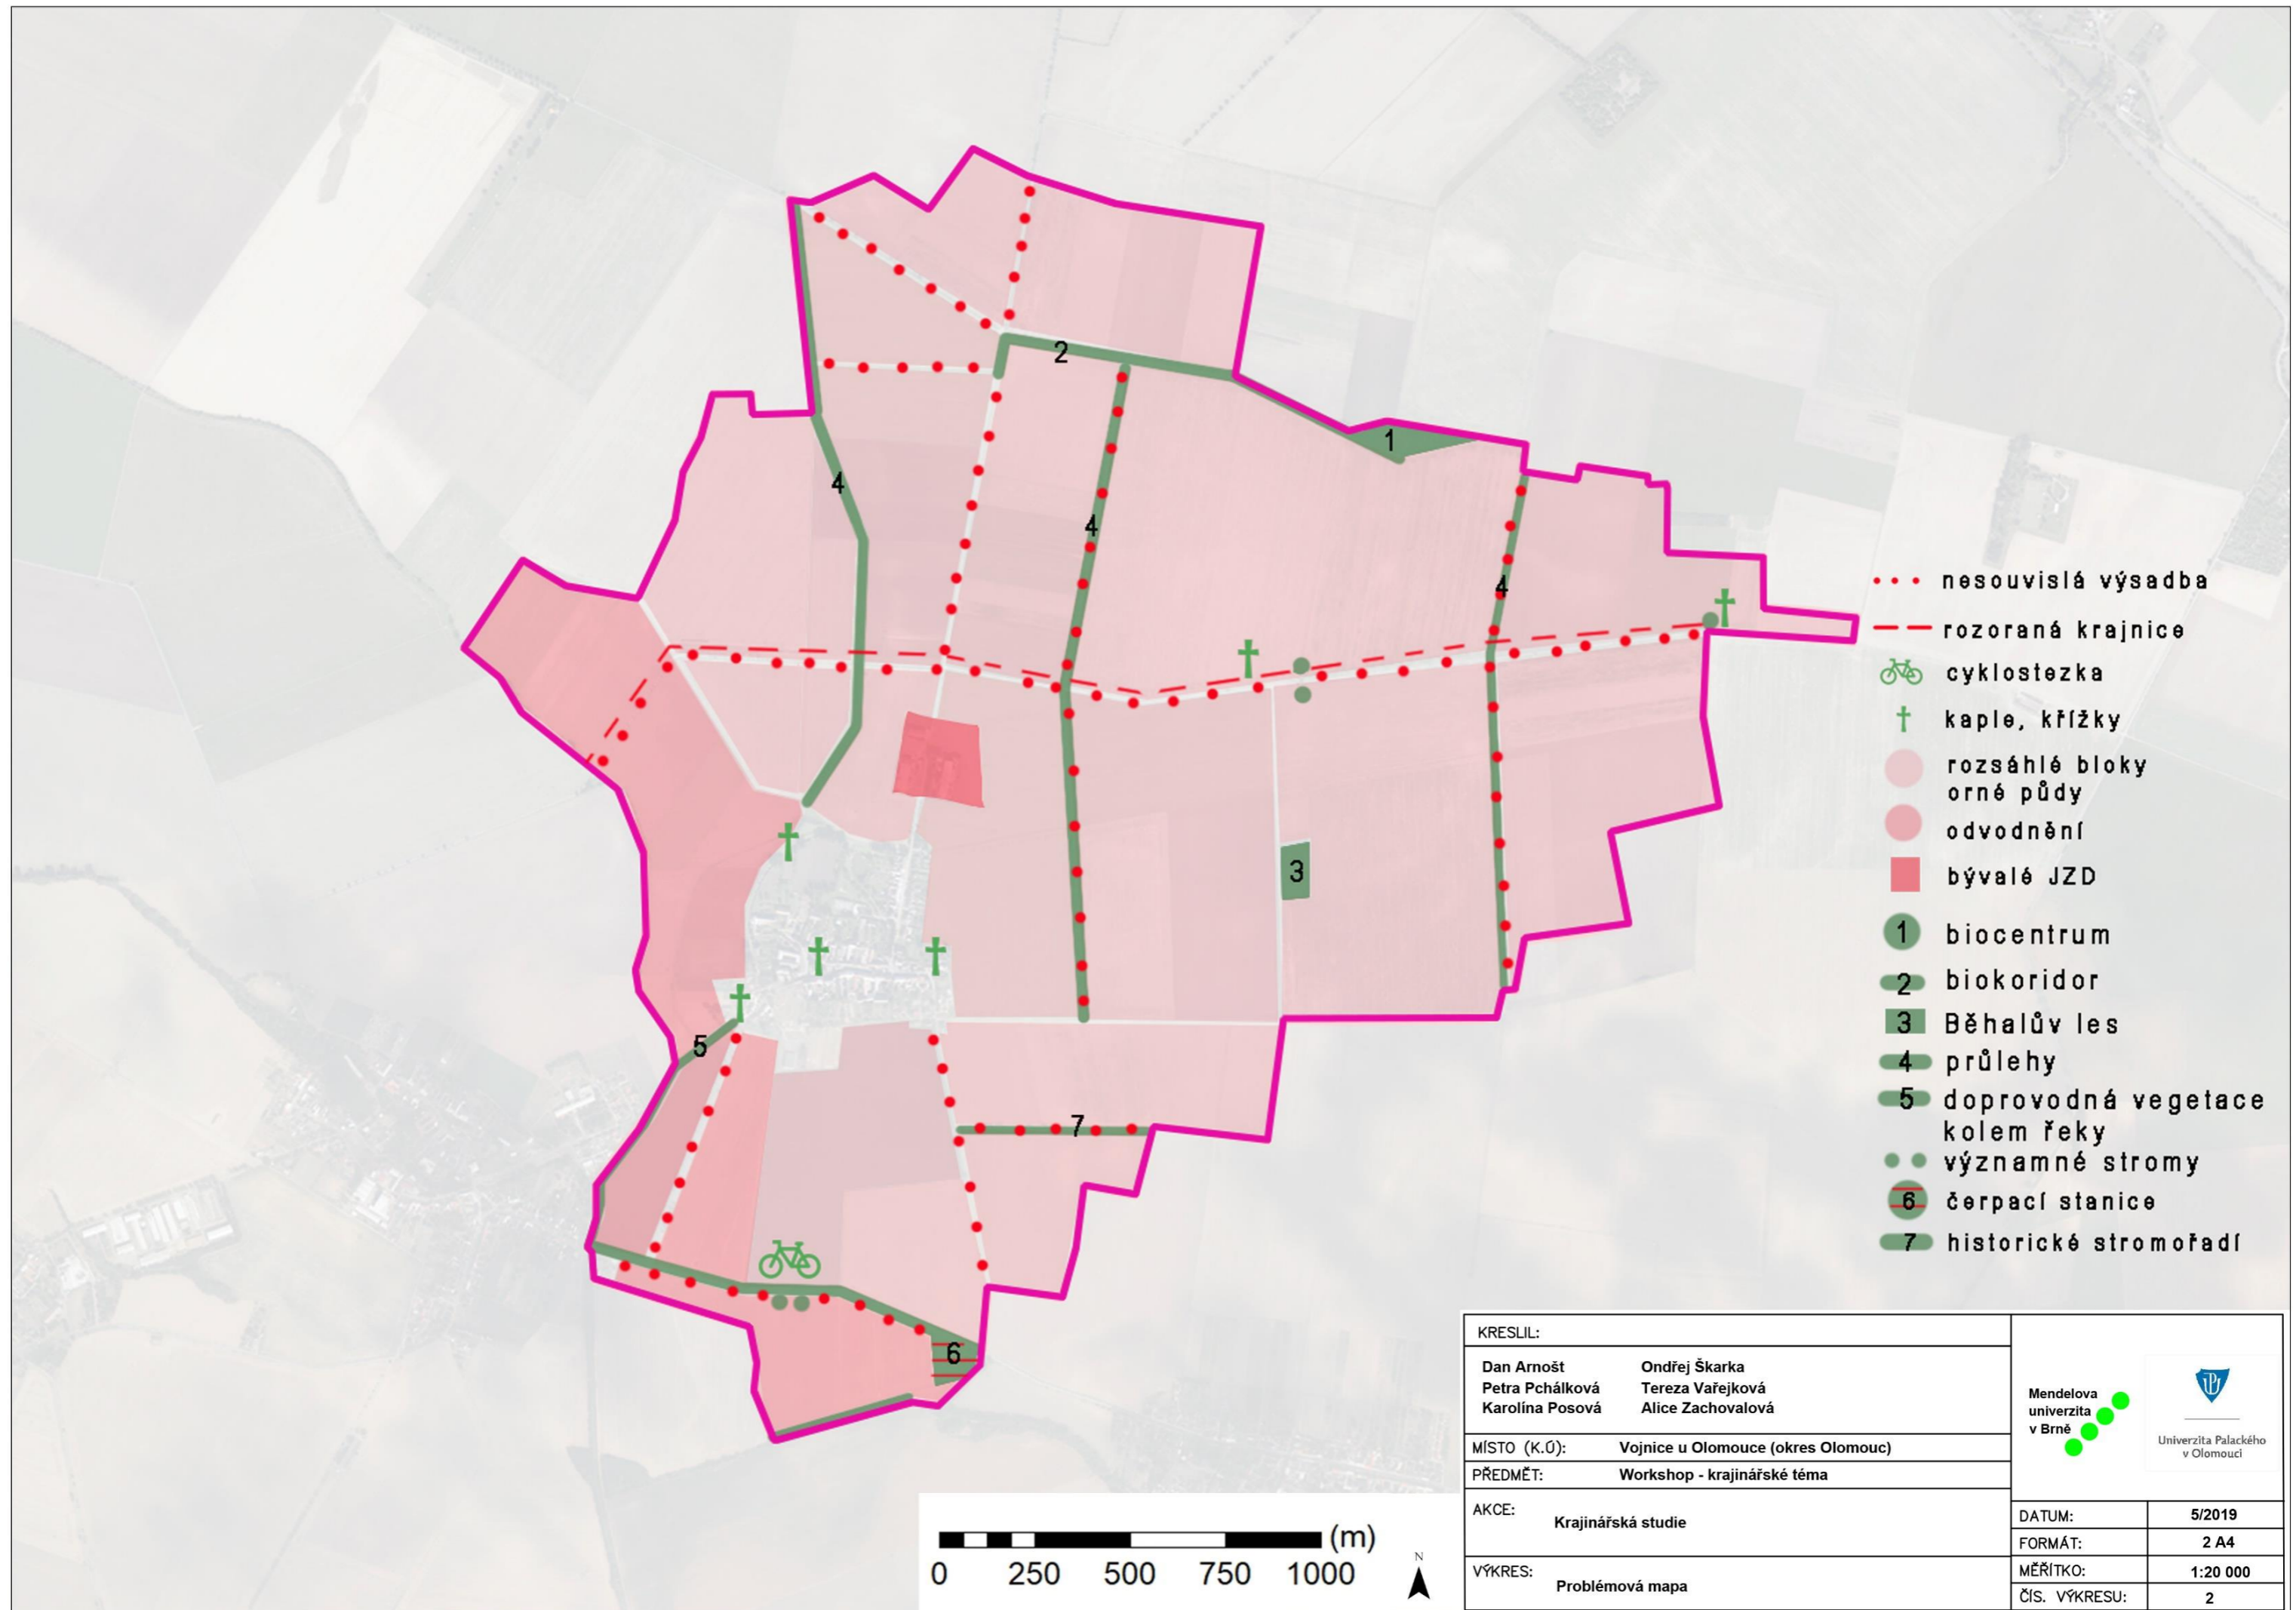 2
1
4
4
4
3
5
7
6
nesouvislá výsadba
rozoraná krajnice
cyklostezka
kaple, křížky
rozsáhlé bloky
orné půdy
odvodnění
bývalé JZD
1 biocentrum
2 biokoridor
3 Běhalův les
4 průlehy
5 doprovodná vegetace
kolem řeky
významné stromy
6 čerpací stanice
7 historické stromořadí
(m)
0 250 500 750 1000
N
KRESLIL:
Dan Arnošt Ondřej Škarka
Petra Pchálková Tereza Vařejková
Karolína Posová Alice Zachovalová
MÍSTO (K.Ú): Vojnice u Olomouce (okres Olomouc)
PŘEDMĚT: Workshop - krajinářské téma
AKCE: Krajinářská studie
VÝKRES: Problémová mapa
Mendelova
univerzita
v Brně
Univerzita Palackého
v Olomouci
DATUM: 5/2019
FORMÁT: 2 A4
MĚŘÍTKO: 1:20 000
ČÍS. VÝKRESU: 2